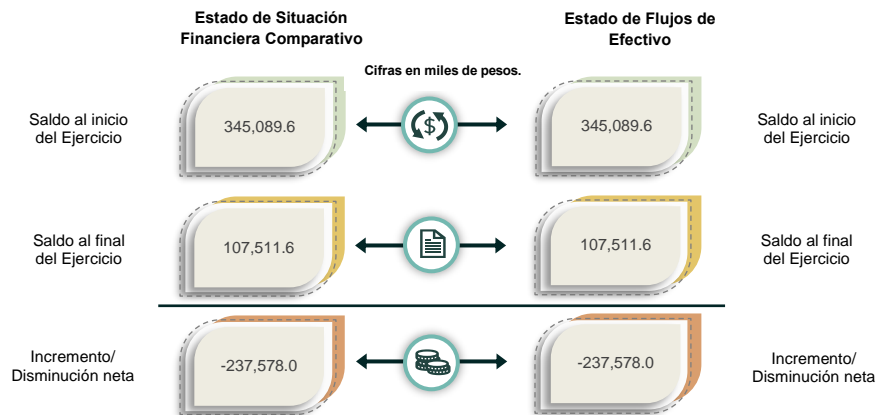 Estado de Situación
Financiera Comparativo
Estado de Flujos de
Efectivo
Cifras en miles de pesos.
Saldo al inicio
del Ejercicio
345,089.6
$
345,089.6
Saldo al inicio
del Ejercicio
Saldo al final
del Ejercicio
107,511.6
107,511.6
Saldo al final
del Ejercicio
Incremento/
Disminución neta
-237,578.0
-237,578.0
Incremento/
Disminución neta